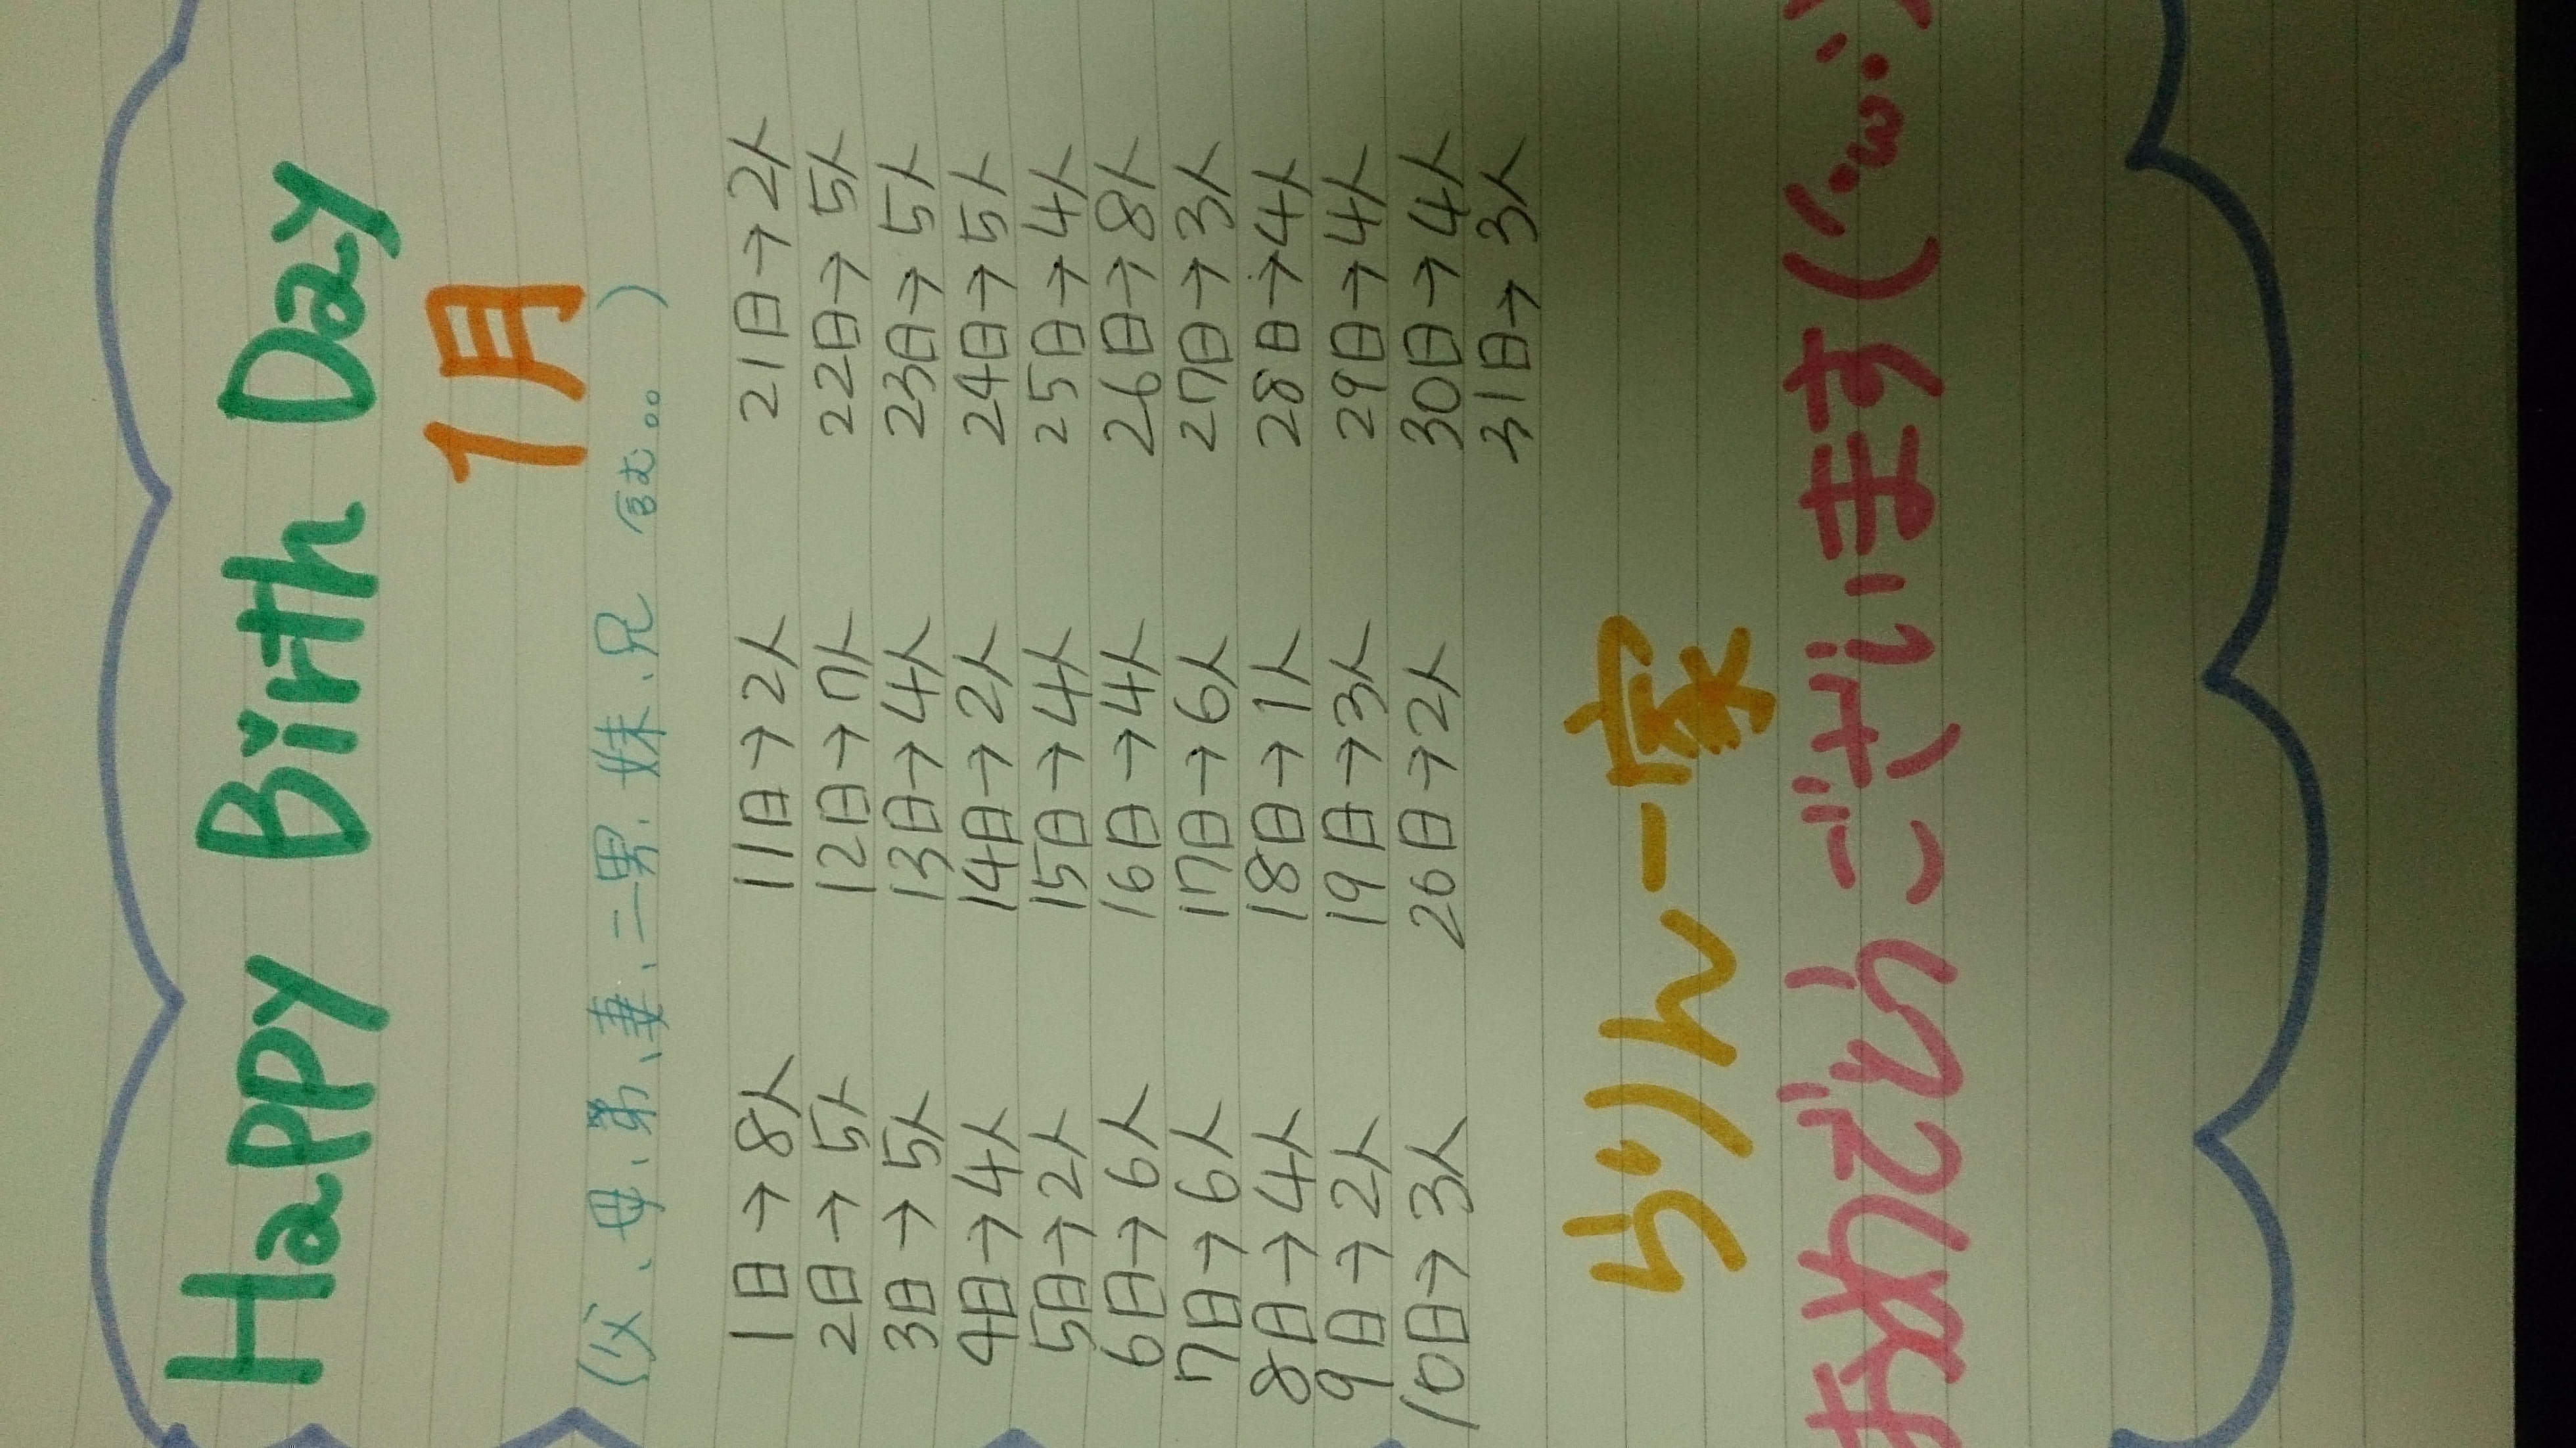 Happy Birth Day
1月
(父、母、弟、妻、二男、妹、兄 含む。。)
1日→8人 11日→2人 21日→2人
2日→5人 12日→7人 22日→5人
3日→5人 13日→4人 23日→5人
4日→4人 14日→2人 24日→5人
5日→2人 15日→4人 25日→4人
6日→6人 16日→4人 26日→8人
7日→6人 17日→6人 27日→3人
8日→4人 18日→1人 28日→4人
9日→2人 19日→3人 29日→4人
10日→3人 20日→2人 30日→4人
31日→3人
らりん一家
おめでとうございます(´・ω・`)